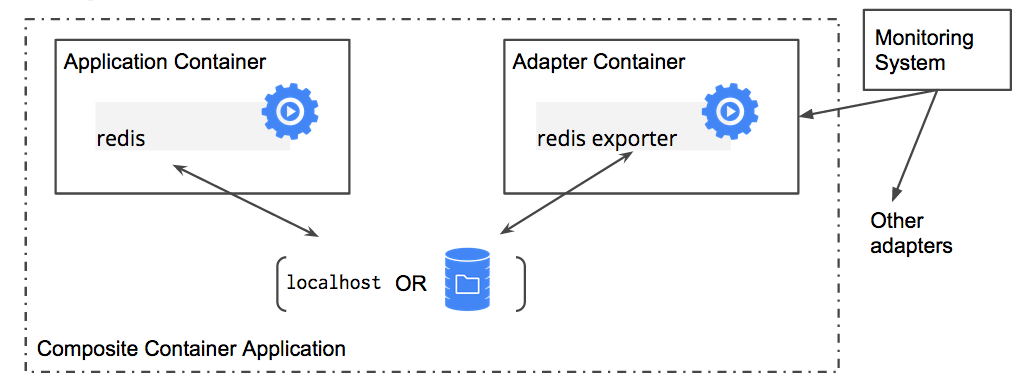 Application Container
redis
Adapter Container
redis exporter
Monitoring
System
Other
adapters
localhost OR
Composite Container Application